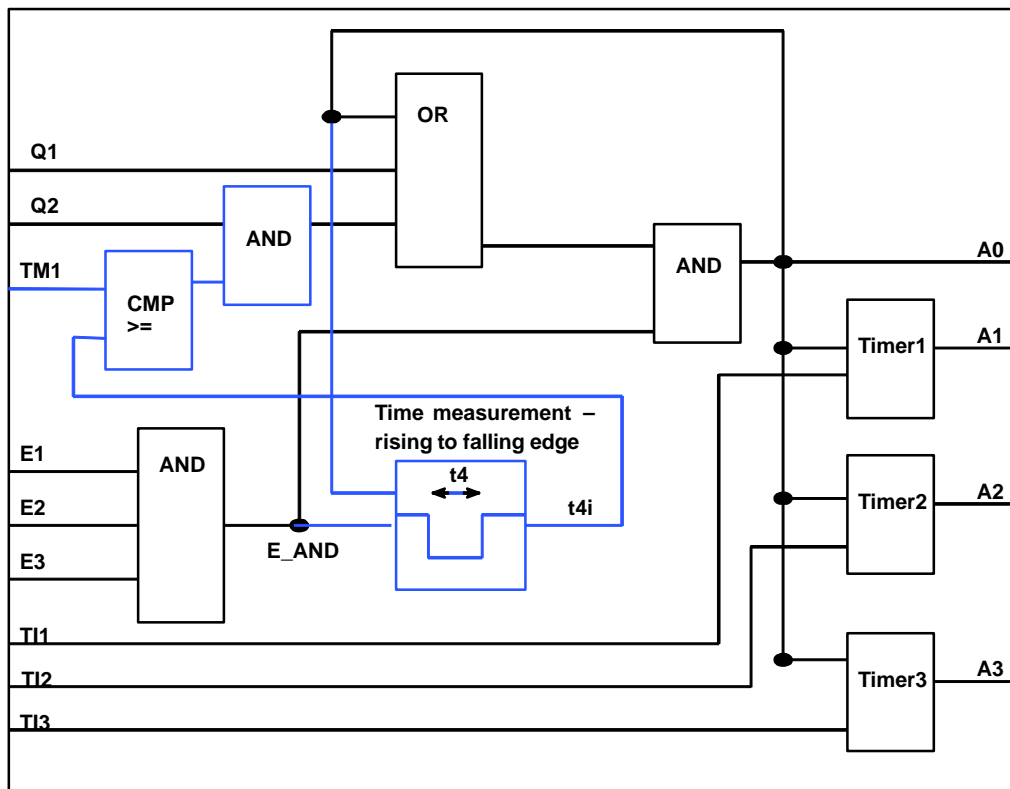 OR
Q1
Q2
AND
AND
A0
TM1
CMP
>=
Timer1
A1
Time measurement –
rising to falling edge
E1
AND
t4
Timer2
A2
E2
t4i
E_AND
E3
TI1
TI2
Timer3
A3
TI3